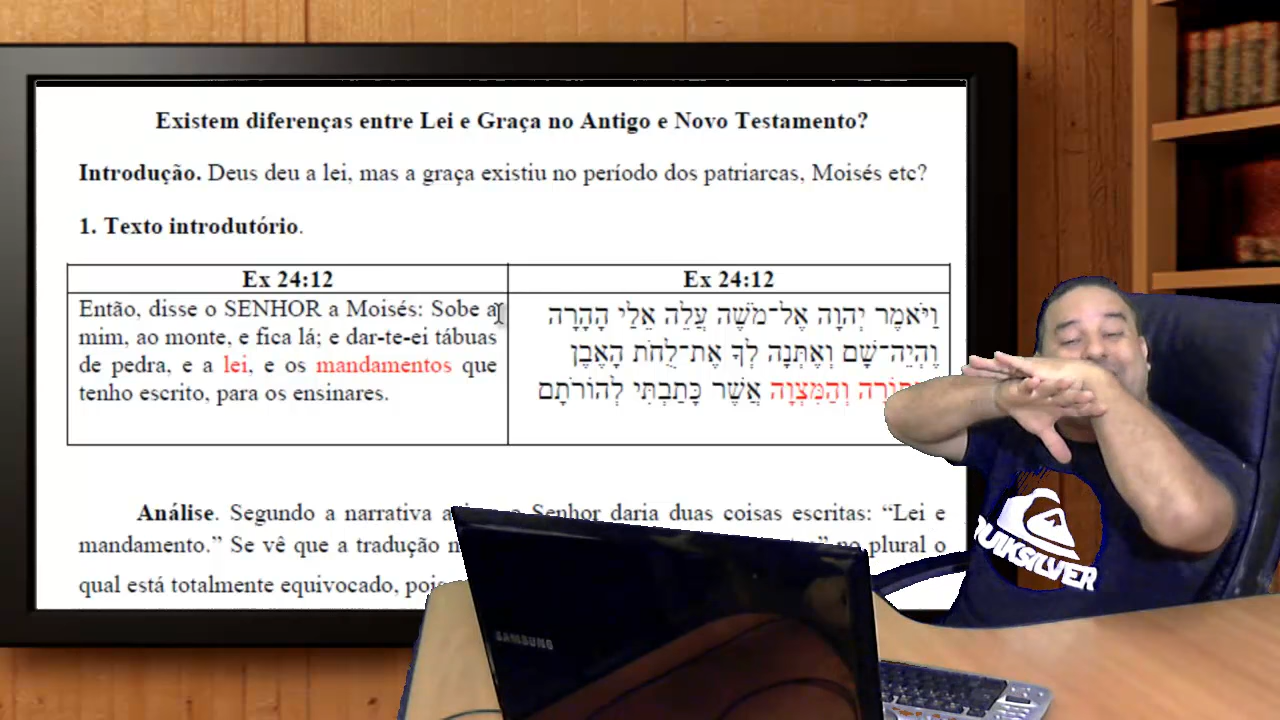 Existem diferenças entre Lei e Graça no Antigo e Novo Testamento?
Introdução. Deus deu a lei, mas a graça existiu no período dos patriarcas, Moisés etc?
1. Texto introdutório.
Ex 24:12
Então, disse o SENHOR a Moisés: Sobe a
mim, ao monte, e fica lá; e dar-te-ei tábuas
de pedra, e a lei, e os mandamentos que
tenho escrito, para os ensinares.
Ex 24:12
וַיֹּאמֶר יְהוָה אֶל־מֹשֶׁה עֲלֵה אֵלַי הָהָרָה
וֶהְיֵה־שָׁם וְאֶתְּנָה לְךָ אֶת־לֻחֹת הָאֶבֶן
וְהַמִּצְוָה אֲשֶׁר כָּתַבְתִּי לְהוֹרֹתָם
Análise. Segundo a narrativa Senhor daria duas coisas escritas: “Lei e
mandamento.” Se vê que a tradução no plural o
qual está totalmente equivocado,
QUIKSILVER
SAMSUNG